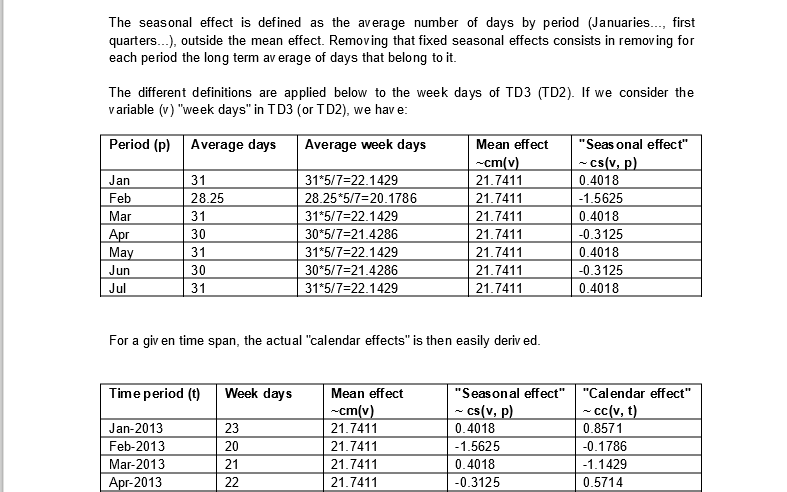 The seasonal effect is defined as the average number of days by period (Januaries..., first
quarters...), outside the mean effect. Removing that fixed seasonal effects consists in removing for
each period the long term average of days that belong to it.
The different definitions are applied below to the week days of TD3 (TD2). If we consider the
variable (v) "week days" in TD3 (or TD2), we have:
Period (p) Average days Average week days Mean effect "Seasonal effect"
~cm(v) ~ cs(v, p)
Jan 31 31*5/7=22.1429 21.7411 0.4018
Feb 28.25 28.25*5/7=20.1786 21.7411 -1.5625
Mar 31 31*5/7=22.1429 21.7411 0.4018
Apr 30 30*5/7=21.4286 21.7411 -0.3125
May 31 31*5/7=22.1429 21.7411 0.4018
Jun 30 30*5/7=21.4286 21.7411 -0.3125
Jul 31 31*5/7=22.1429 21.7411 0.4018
For a given time span, the actual "calendar effects" is then easily derived.
Time period (t) Week days Mean effect "Seasonal effect" "Calendar effect"
~cm(v) ~ cs(v, p) ~ cc(v, t)
Jan-2013 23 21.7411 0.4018 0.8571
Feb-2013 20 21.7411 -1.5625 -0.1786
Mar-2013 21 21.7411 0.4018 -1.1429
Apr-2013 22 21.7411 -0.3125 0.5714